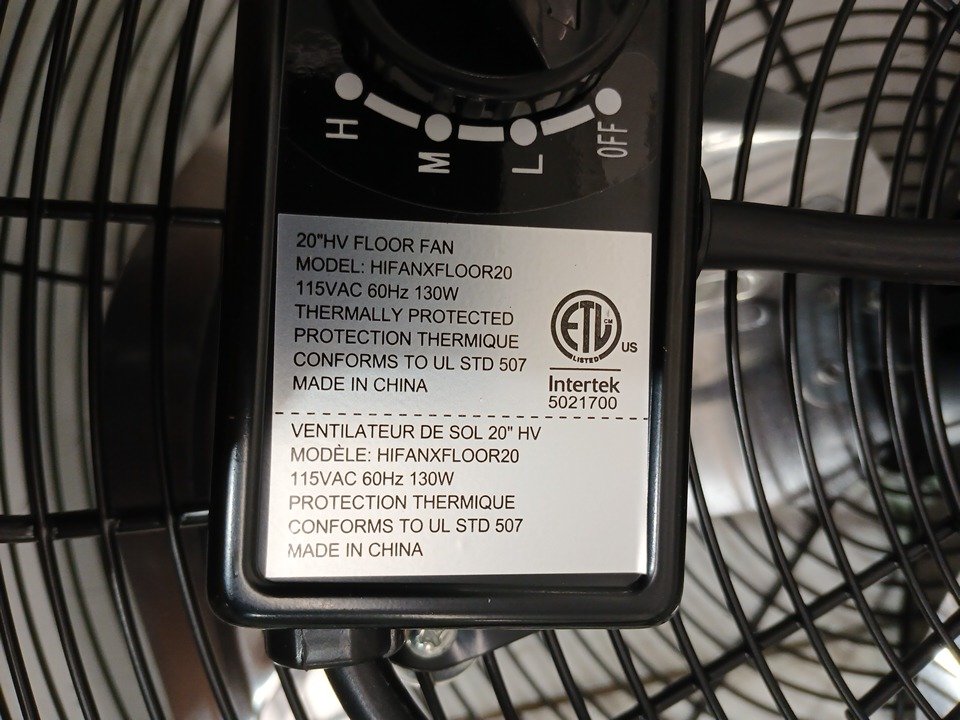 H
M
L
OFF
20"HV FLOOR FAN
MODEL: HIFANXFLOOR20
115VAC 60Hz 130W
THERMALLY PROTECTED
PROTECTION THERMIQUE
CONFORMS TO UL STD 507
MADE IN CHINA
ETL CM
LISTED
US
Intertek
5021700
VENTILATEUR DE SOL 20" HV
MODÈLE: HIFANXFLOOR20
115VAC 60Hz 130W
PROTECTION THERMIQUE
CONFORMS TO UL STD 507
MADE IN CHINA